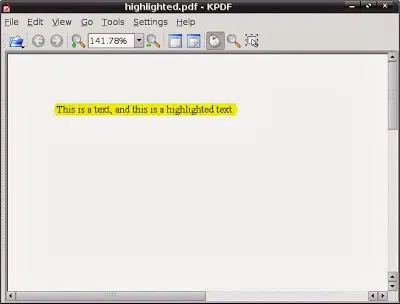 highlighted.pdf - KPDF
File Edit View Go Tools Settings Help
141.78%
This is a text, and this is a highlighted text